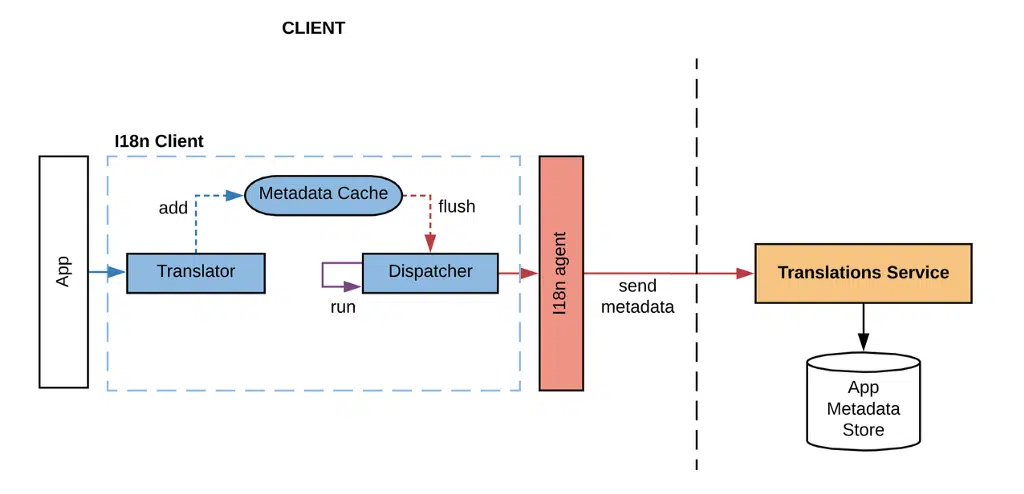 CLIENT
I18n Client
App
add
Metadata Cache
flush
Translator
run
Dispatcher
I18n agent
send
metadata
Translations Service
App
Metadata
Store